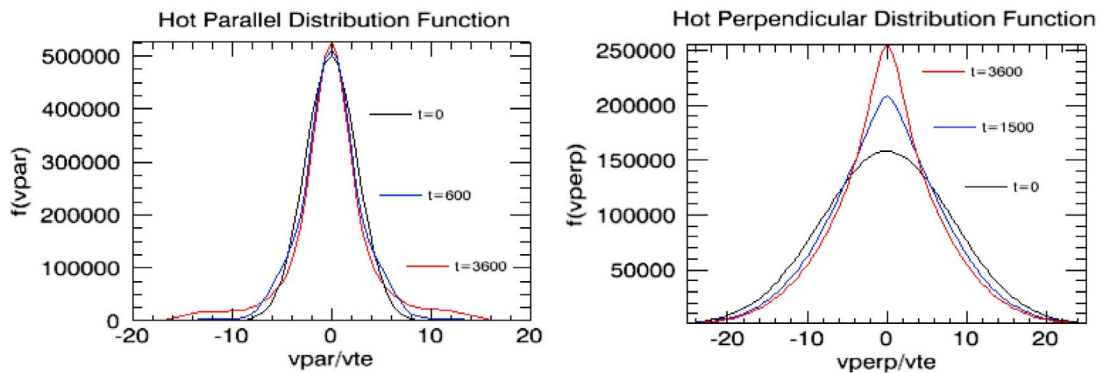 Hot Parallel Distribution Function
500000
400000
300000
200000
100000
0
f(vpar)
t=0
t=600
t=3600
-20 -10 0 10 20
vpar/vte
Hot Perpendicular Distribution Function
250000
200000
150000
100000
50000
f(vperp)
t=3600
t=1500
t=0
-20 -10 0 10 20
vperp/vte